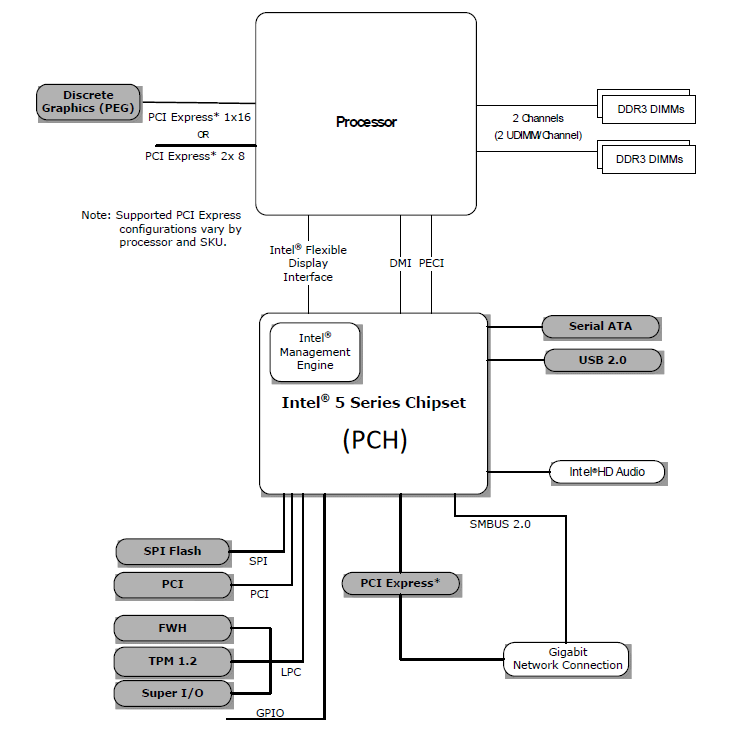 Discrete
Graphics (PEG)
PCI Express* 1x16
OR
PCI Express* 2x 8
Processor
2 Channels
(2 UDIMM/Channel)
DDR3 DIMMs
DDR3 DIMMs
Note: Supported PCI Express
configurations vary by
processor and SKU.
Intel® Flexible
Display
Interface
DMI
PECI
Intel®
Management
Engine
Intel® 5 Series Chipset
(PCH)
Serial ATA
USB 2.0
Intel®HD Audio
SMBUS 2.0
SPI Flash
SPI
PCI
PCI
PCI Express*
FWH
TPM 1.2
LPC
Super I/O
GPIO
Gigabit
Network Connection